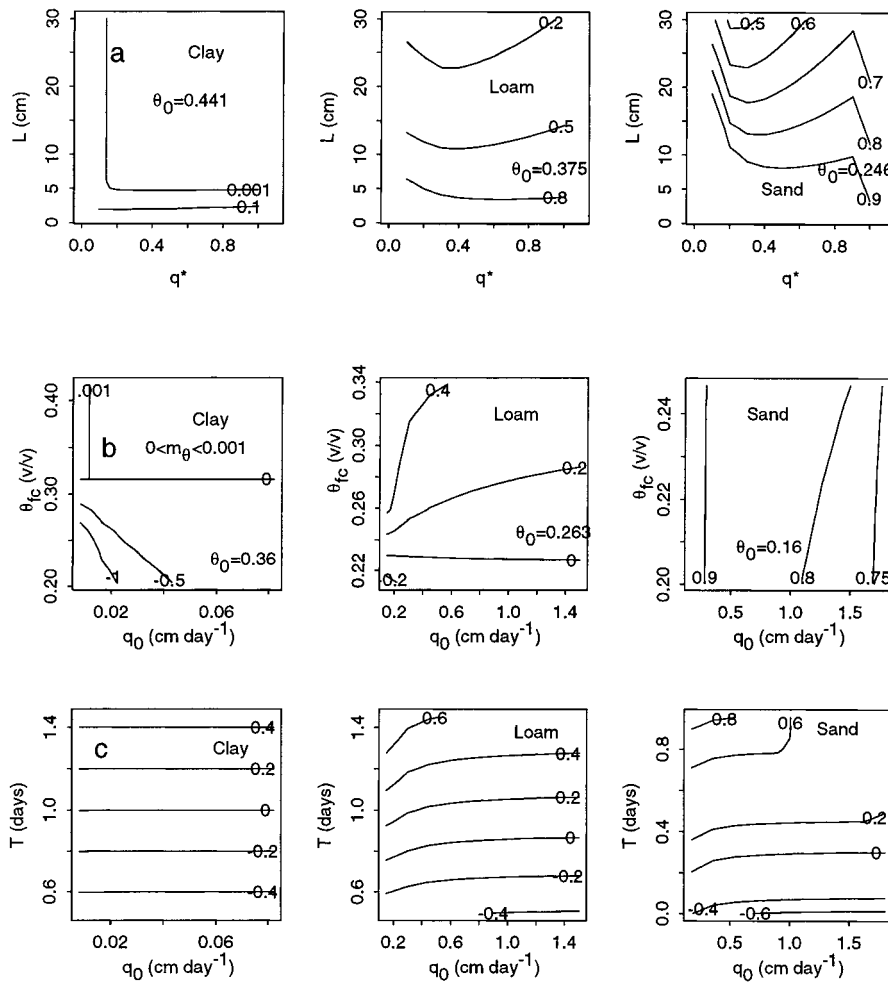 30
20
10
5
0
L (cm)
a
Clay
θ0=0.441
0.001
0.1
0.0
0.4
0.8
q*
30
20
10
5
0
L (cm)
0.2
Loam
0.5
θ0=0.375
0.8
0.0
0.4
0.8
q*
30
20
10
5
0
L (cm)
0.5
0.6
0.7
0.8
θ0=0.246
Sand
0.9
0.0
0.4
0.8
q*
0.40
0.30
0.20
θfc (v/v)
.001
Clay
b
0<mθ<0.001
0
θ0=0.36
-1
-0.5
0.02
0.06
q0 (cm day-1)
0.34
0.30
0.26
0.22
θfc (v/v)
0.4
Loam
0.2
θ0=0.263
0
-0.2
0.2
0.6
1.0
1.4
q0 (cm day-1)
0.24
0.22
0.20
θfc (v/v)
Sand
θ0=0.16
0.9
0.8
0.75
0.5
1.0
1.5
q0 (cm day-1)
1.4
1.0
0.6
T (days)
c
0.4
Clay
0.2
0
-0.2
-0.4
0.02
0.06
q0 (cm day-1)
1.4
1.0
0.6
T (days)
0.6
Loam
0.4
0.2
0
-0.2
-0.4
0.2
0.6
1.0
1.4
q0 (cm day-1)
0.8
0.4
0.0
T (days)
0.8
0.6
Sand
0.2
0
-0.4
-0.6
0.5
1.0
1.5
q0 (cm day-1)